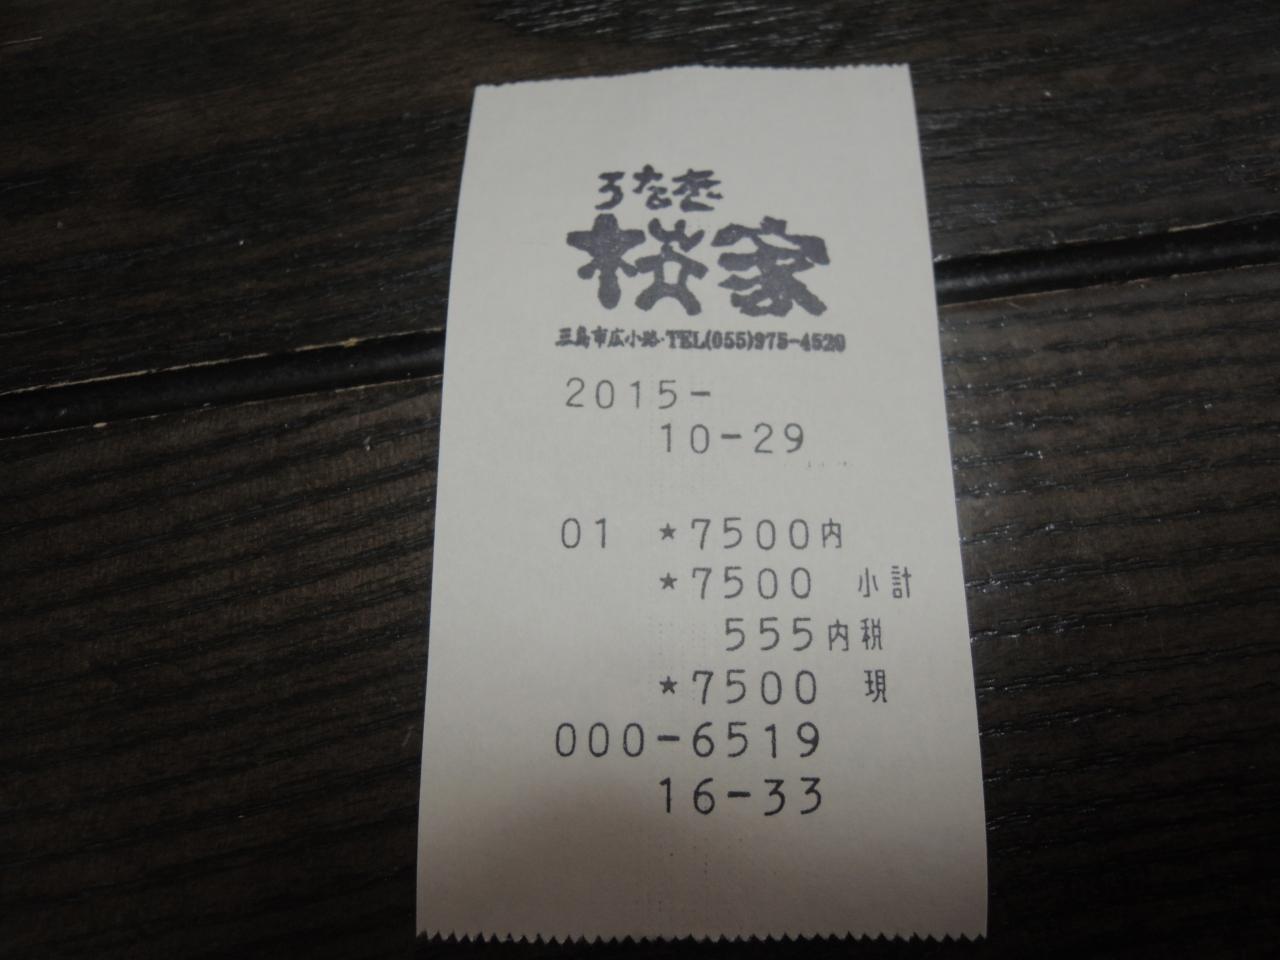 うなぎ
桜家
三島市広小路・TEL(055)975-4520
2015-
10-29
01 ★7500内
★7500 小計
555内税
★7500 現
000-6519
16-33